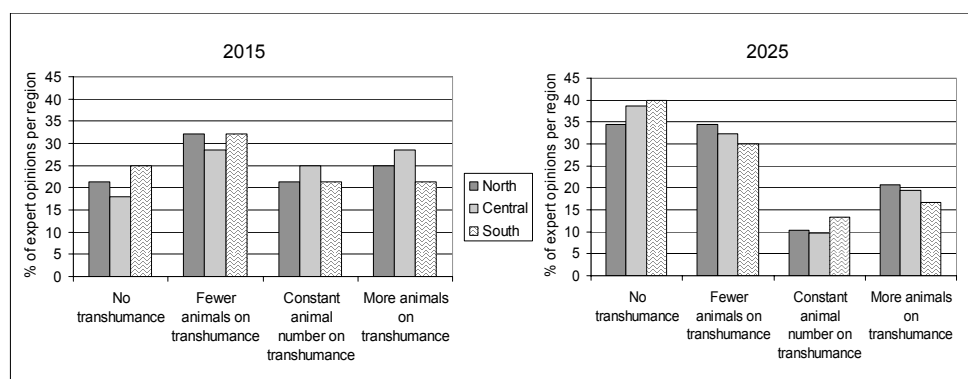 2015
% of expert opinions per region
45
40
35
30
25
20
15
10
5
0
No
transhumance
Fewer
animals on
transhumance
Constant
animal
number on
transhumance
More animals
on
transhumance
North
Central
South
2025
% of expert opinions per region
45
40
35
30
25
20
15
10
5
0
No
transhumance
Fewer
animals on
transhumance
Constant
animal
number on
transhumance
More animals
on
transhumance